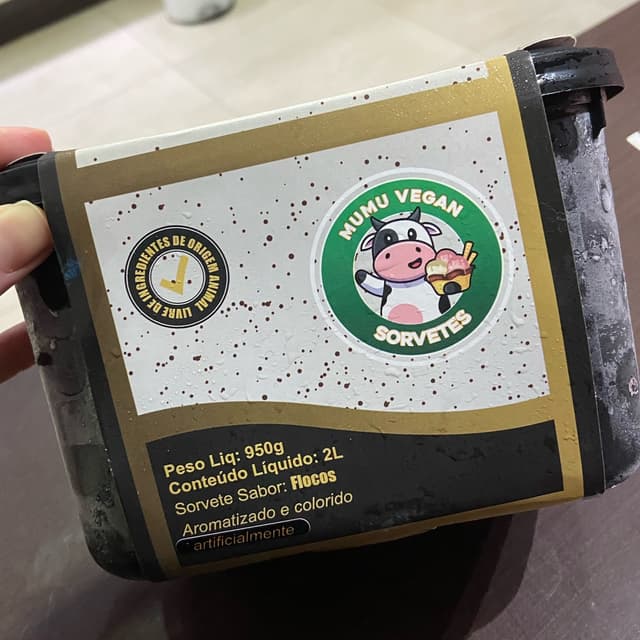 LIVRE DE INGREDIENTES DE ORIGEM ANIMAL
MUMU VEGAN
SORVETES
Peso Liq: 950g
Conteúdo Líquido: 2L
Sorvete Sabor: Flocos
Aromatizado e colorido
artificialmente